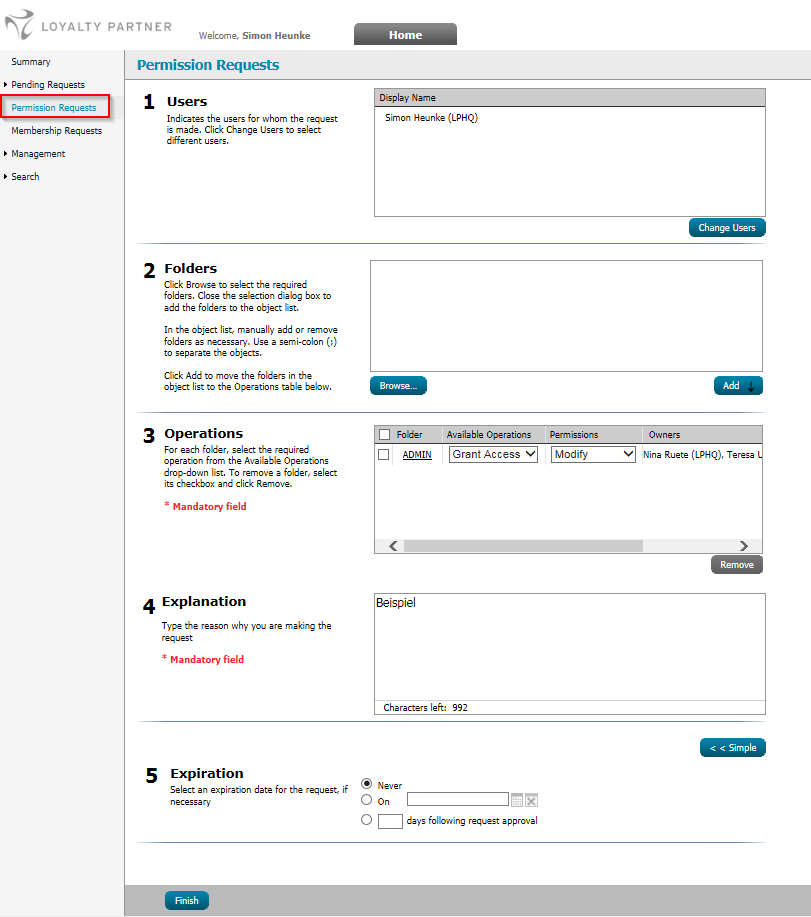 LOYALTY PARTNER
Welcome, Simon Heunke
Home
Summary
Pending Requests
Permission Requests
Membership Requests
Management
Search
Permission Requests
1 Users
Indicates the users for whom the request
is made. Click Change Users to select
different users.
Display Name
Simon Heunke (LPHQ)
Change Users
2 Folders
Click Browse to select the required
folders. Close the selection dialog box to
add the folders to the object list.
In the object list, manually add or remove
folders as necessary. Use a semi-colon (;)
to separate the objects.
Click Add to move the folders in the
object list to the Operations table below.
Browse...
Add ↓
3 Operations
For each folder, select the required
operation from the Available Operations
drop-down list. To remove a folder, select
its checkbox and click Remove.
* Mandatory field
Folder Available Operations Permissions Owners
ADMIN Grant Access Modify Nina Ruete (LPHQ), Teresa U
Remove
4 Explanation
Type the reason why you are making the
request
* Mandatory field
Beispiel
Characters left: 992
< < Simple
5 Expiration
Select an expiration date for the request, if
necessary
Never
On
days following request approval
Finish